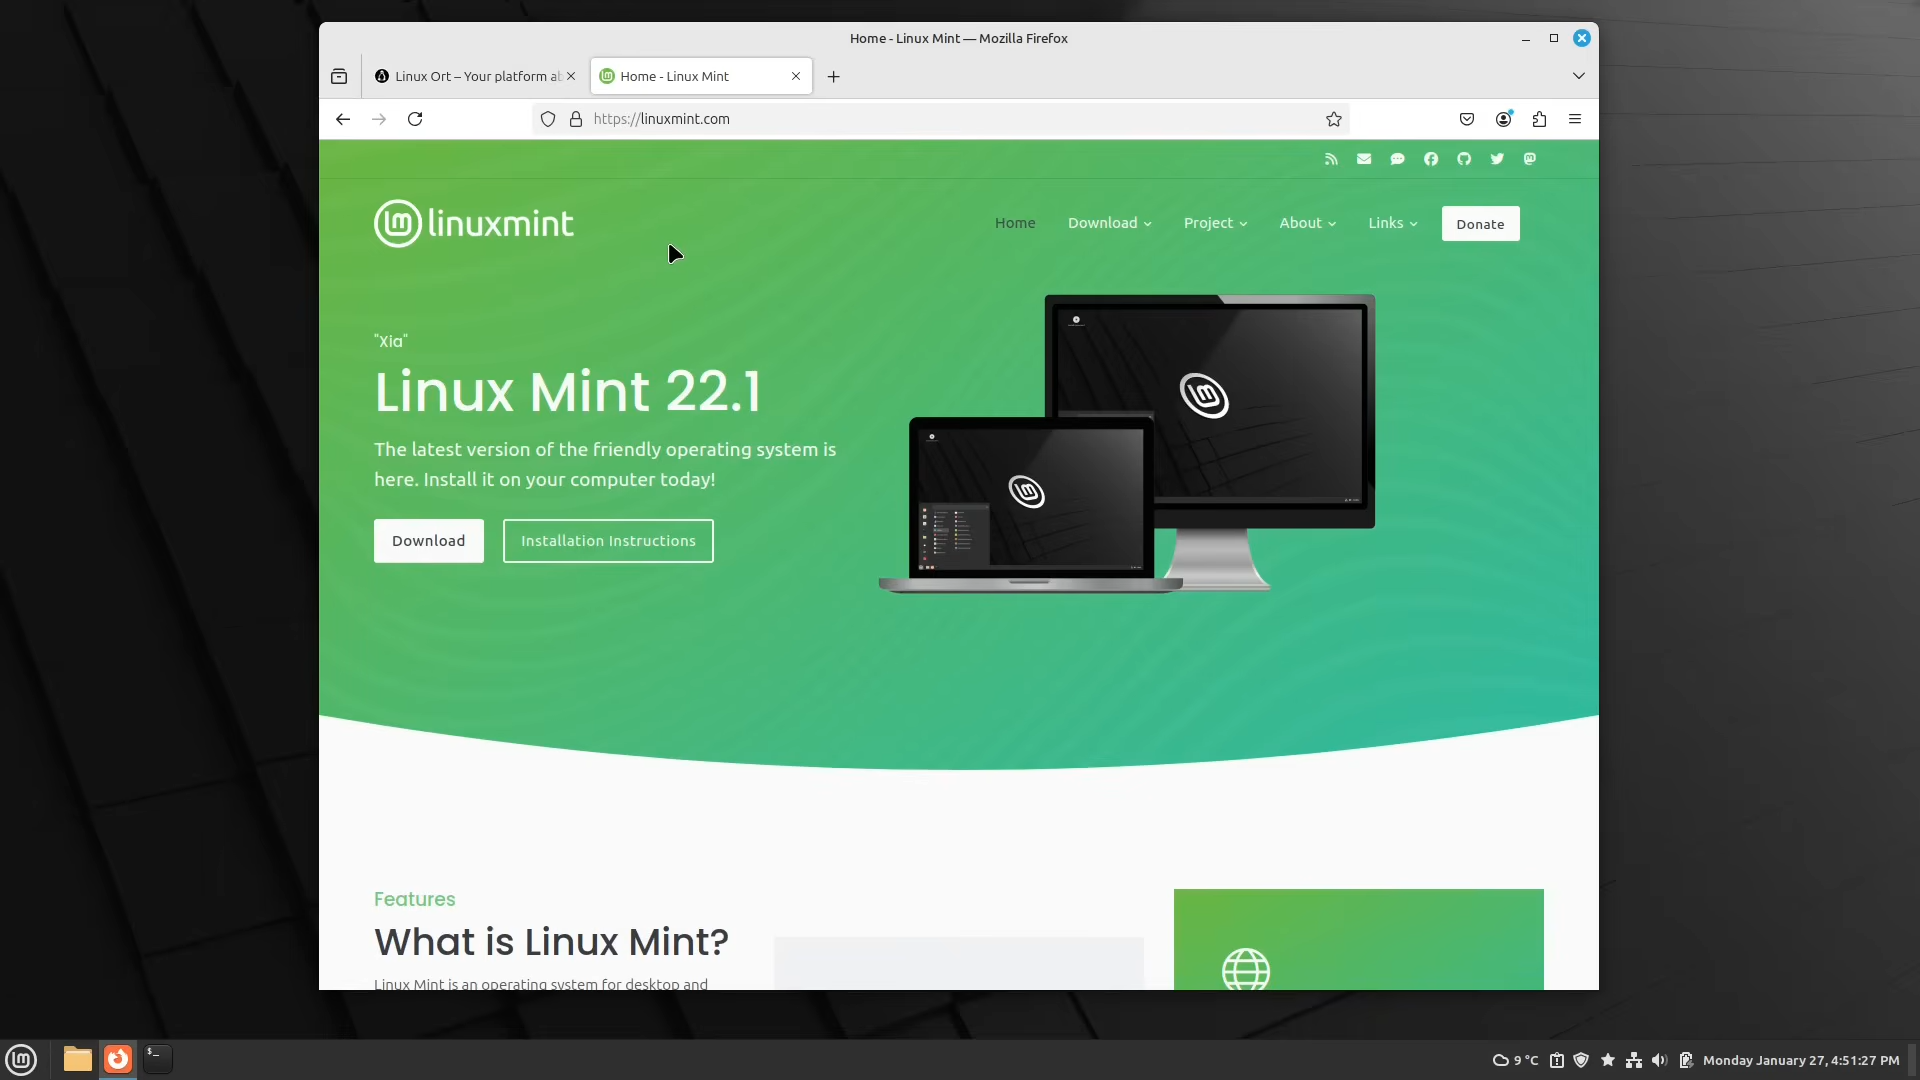 Home - Linux Mint — Mozilla Firefox
Linux Ort – Your platform ab
Home - Linux Mint
https://linuxmint.com
linuxmint
Home
Download
Project
About
Links
Donate
"Xia"
Linux Mint 22.1
The latest version of the friendly operating system is
here. Install it on your computer today!
Download
Installation Instructions
Features
What is Linux Mint?
Linux Mint is an operating system for desktop and
9 °C
Monday January 27, 4:51:27 PM